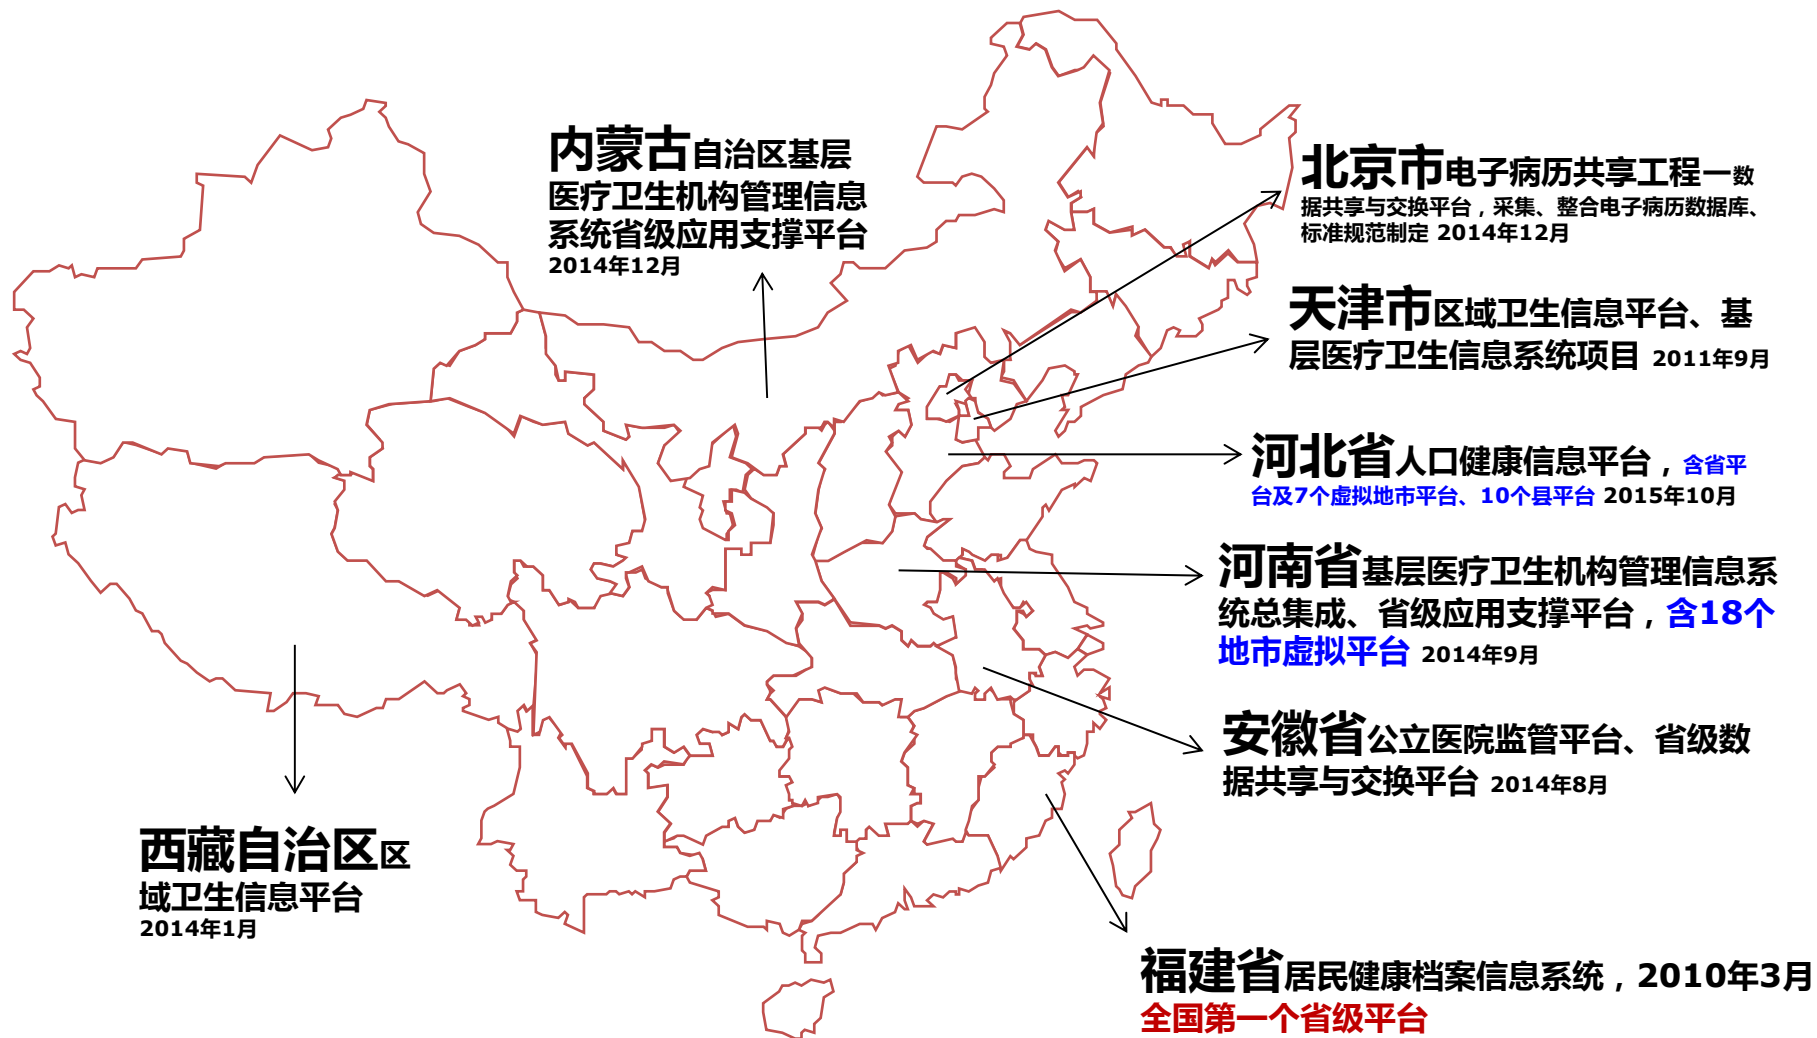 内蒙古自治区基层
医疗卫生机构管理信息
系统省级应用支撑平台
2014年12月
北京市电子病历共享工程一数
据共享与交换平台，采集、整合电子病历数据库、
标准规范制定 2014年12月
天津市区域卫生信息平台、基
层医疗卫生信息系统项目 2011年9月
河北省人口健康信息平台，含省平
台及7个虚拟地市平台、10个县平台 2015年10月
河南省基层医疗卫生机构管理信息系
统总集成、省级应用支撑平台，含18个
地市虚拟平台 2014年9月
安徽省公立医院监管平台、省级数
据共享与交换平台 2014年8月
西藏自治区区
域卫生信息平台
2014年1月
福建省居民健康档案信息系统，2010年3月
全国第一个省级平台